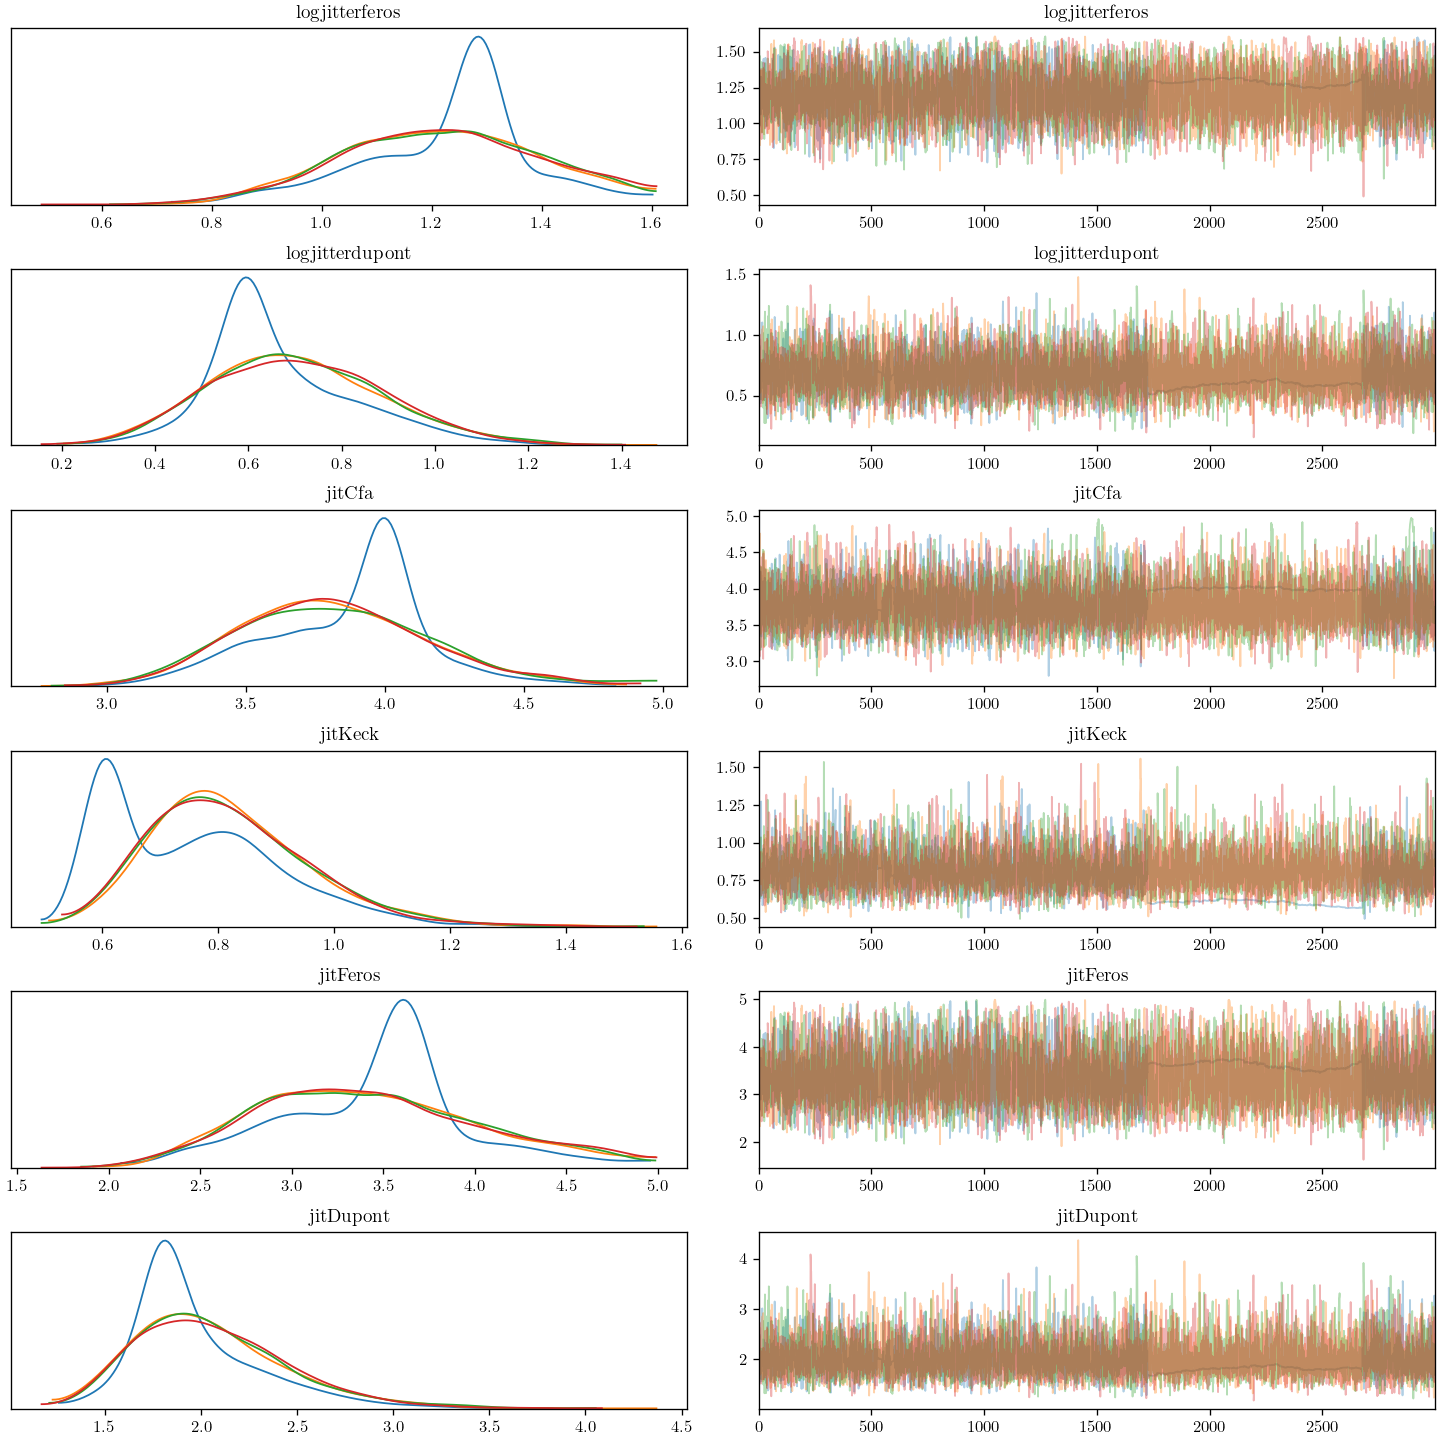 logjitterferos logjitterferos
1.50
1.25
1.00
0.75
0.50
0.6 0.8 1.0 1.2 1.4 1.6 0 500 1000 1500 2000 2500
logjitterdupont logjitterdupont
1.5
1.0
0.5
0.2 0.4 0.6 0.8 1.0 1.2 1.4 0 500 1000 1500 2000 2500
jitCfa jitCfa
5.0
4.5
4.0
3.5
3.0
3.0 3.5 4.0 4.5 5.0 0 500 1000 1500 2000 2500
jitKeck jitKeck
1.50
1.25
1.00
0.75
0.50
0.6 0.8 1.0 1.2 1.4 1.6 0 500 1000 1500 2000 2500
jitFeros jitFeros
5
4
3
2
1.5 2.0 2.5 3.0 3.5 4.0 4.5 5.0 0 500 1000 1500 2000 2500
jitDupont jitDupont
4
3
2
1.5 2.0 2.5 3.0 3.5 4.0 4.5 0 500 1000 1500 2000 2500